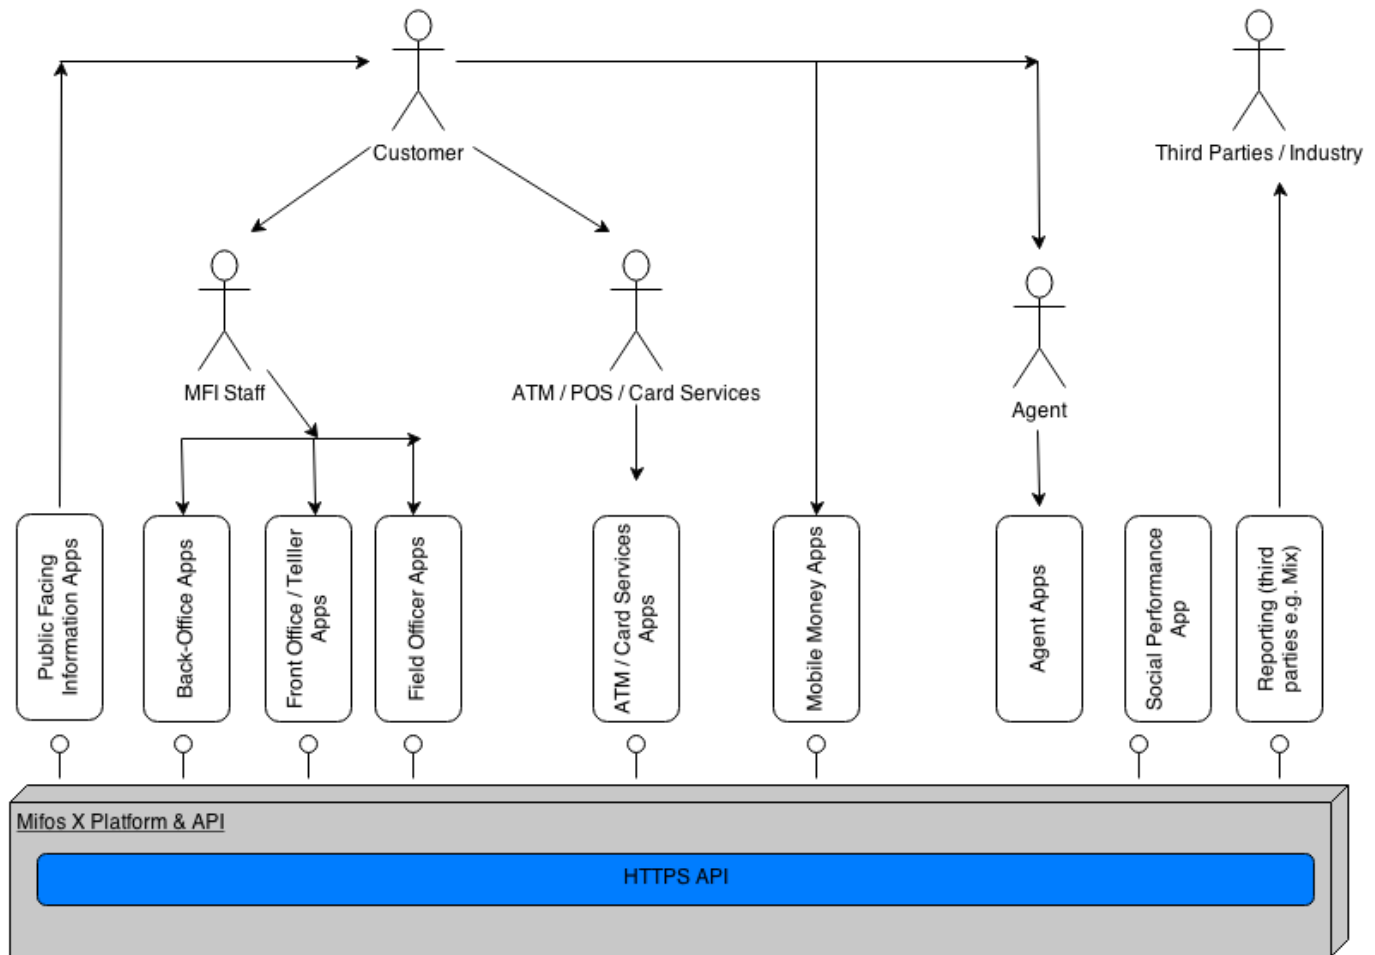 Customer
Third Parties / Industry
MFI Staff
ATM / POS / Card Services
Agent
Public Facing
Information Apps
Back-Office Apps
Front Office / Telller
Apps
Field Officer Apps
ATM / Card Services
Apps
Mobile Money Apps
Agent Apps
Social Performance
App
Reporting (third
parties e.g. Mix)
Mifos X Platform & API
HTTPS API